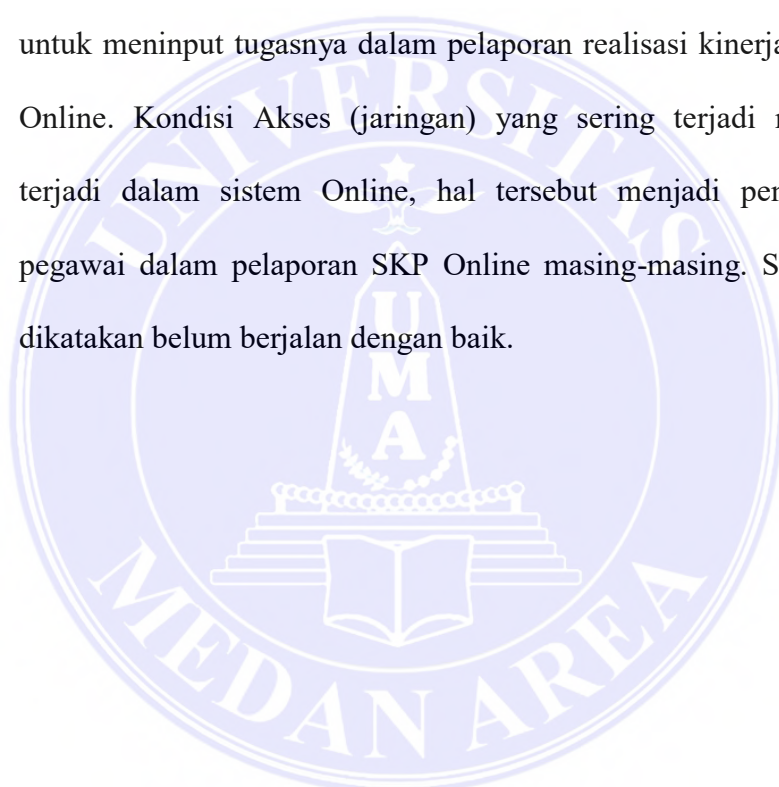 untuk meninput tugasnya dalam pelaporan realisasi kinerja
Online. Kondisi Akses (jaringan) yang sering terjadi
terjadi dalam sistem Online, hal tersebut menjadi
pegawai dalam pelaporan SKP Online masing-masing.
dikatakan belum berjalan dengan baik.
UNIVERSITAS
UMA
MEDAN AREA